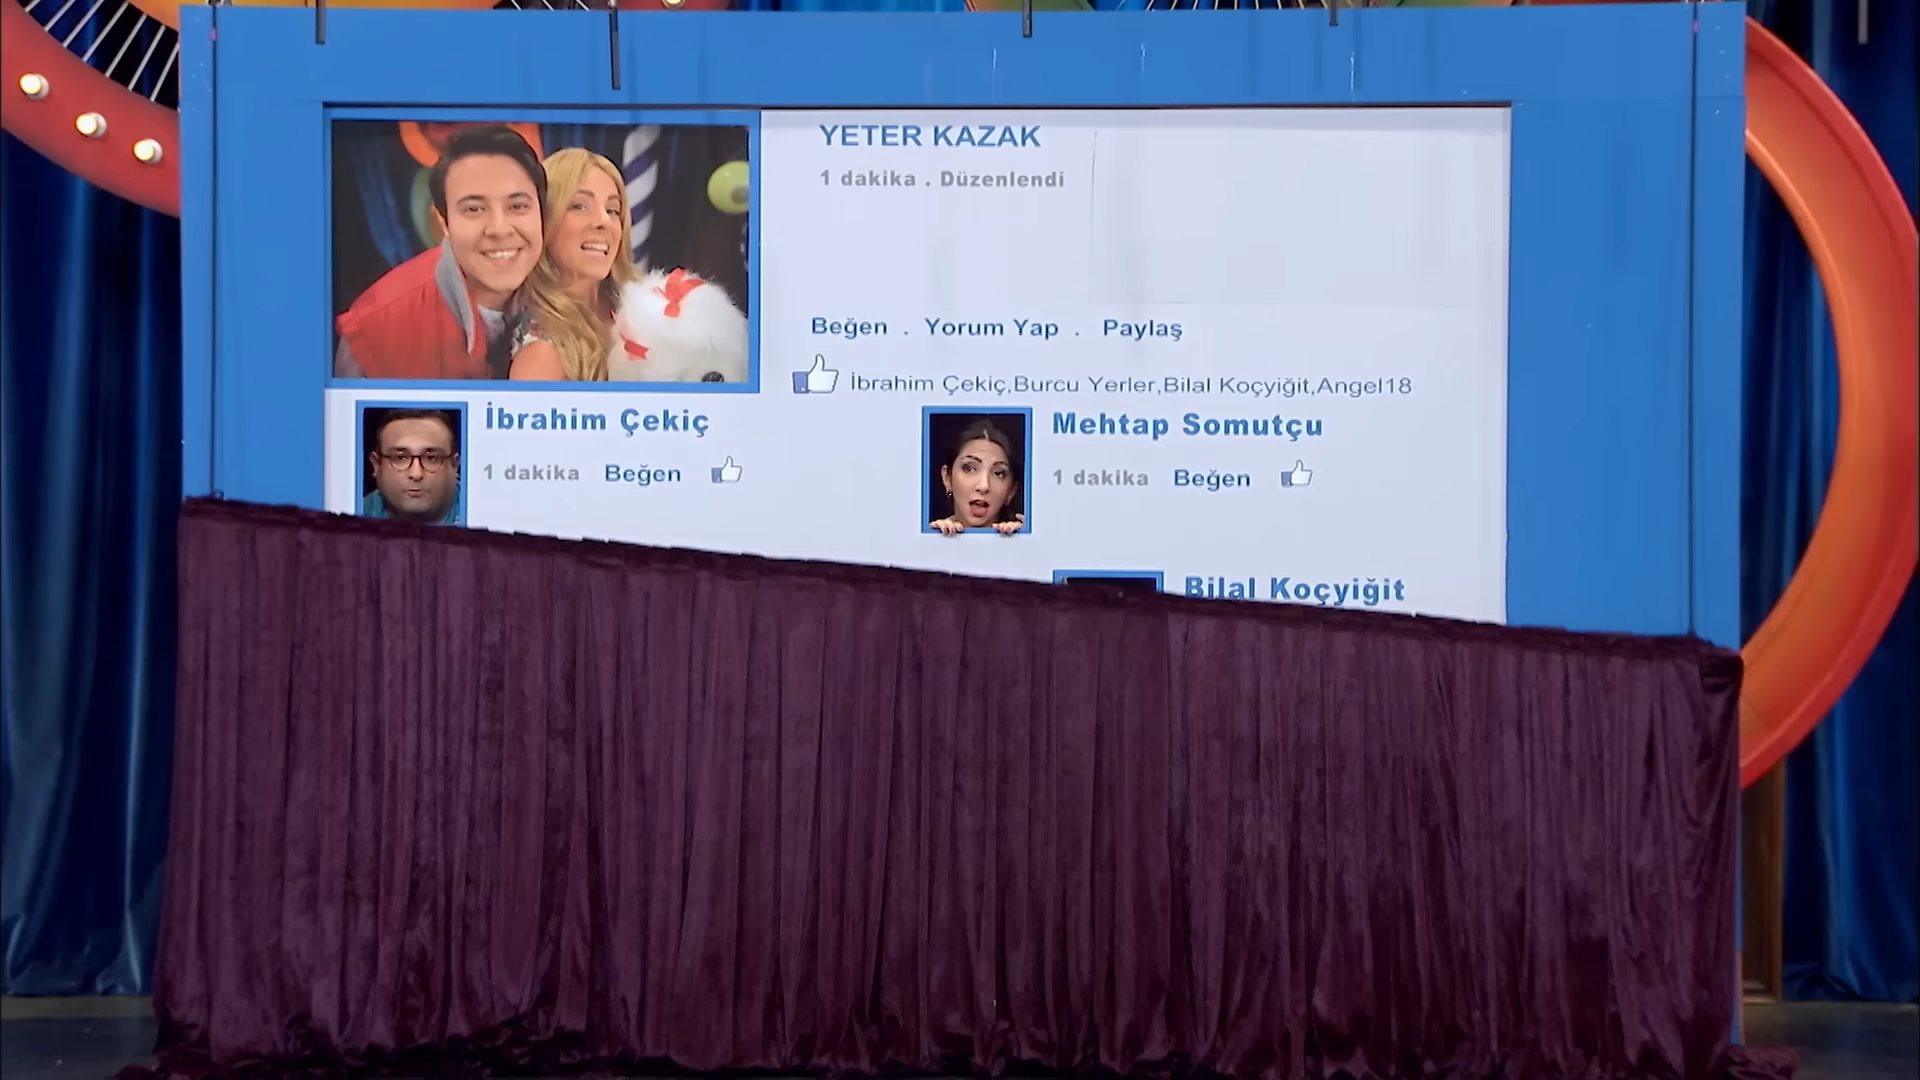 YETER KAZAK
1 dakika . Düzenlendi
Beğen . Yorum Yap . Paylaş
İbrahim Çekiç,Burcu Yerler,Bilal Koçyiğit,Angel18
İbrahim Çekiç
1 dakika Beğen
Mehtap Somutçu
1 dakika Beğen
Bilal Koçyiğit